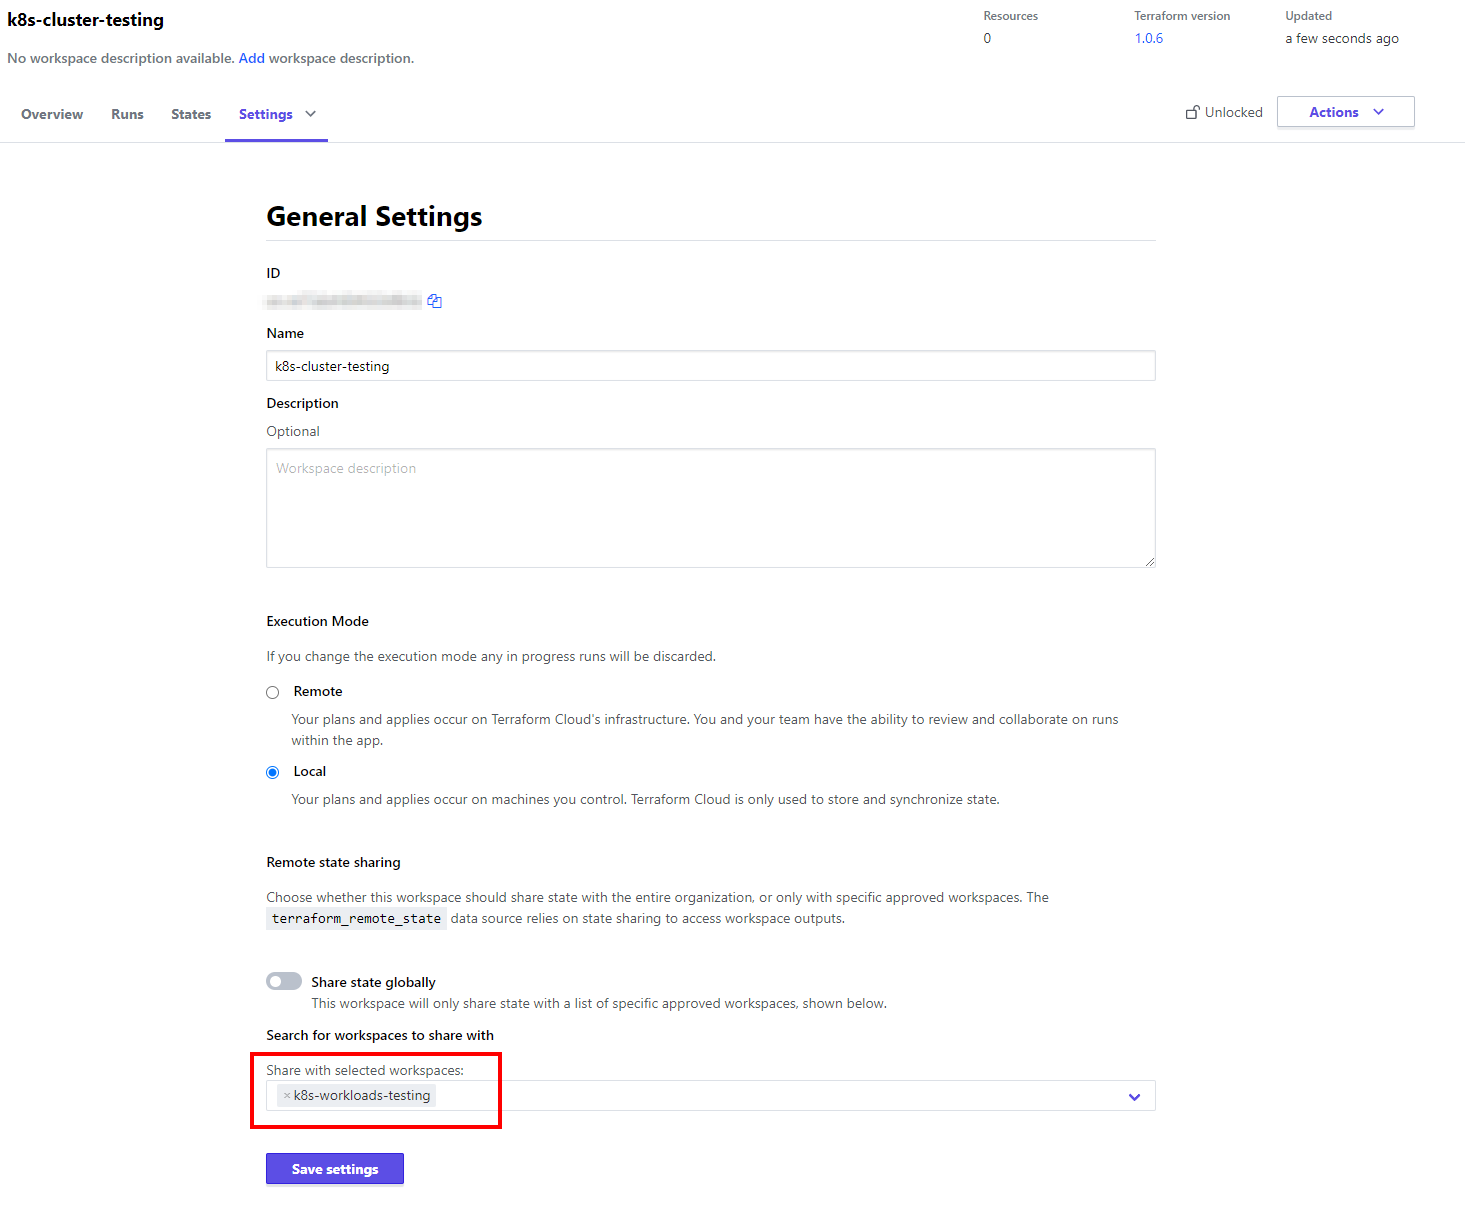 k8s-cluster-testing
Resources
0
Terraform version
1.0.6
Updated
a few seconds ago
No workspace description available. Add workspace description.
Overview
Runs
States
Settings
Unlocked
Actions
General Settings
ID
Name
k8s-cluster-testing
Description
Optional
Workspace description
Execution Mode
If you change the execution mode any in progress runs will be discarded.
Remote
Your plans and applies occur on Terraform Cloud's infrastructure. You and your team have the ability to review and collaborate on runs
within the app.
Local
Your plans and applies occur on machines you control. Terraform Cloud is only used to store and synchronize state.
Remote state sharing
Choose whether this workspace should share state with the entire organization, or only with specific approved workspaces. The
terraform_remote_state data source relies on state sharing to access workspace outputs.
Share state globally
This workspace will only share state with a list of specific approved workspaces, shown below.
Search for workspaces to share with
Share with selected workspaces:
× k8s-workloads-testing
Save settings